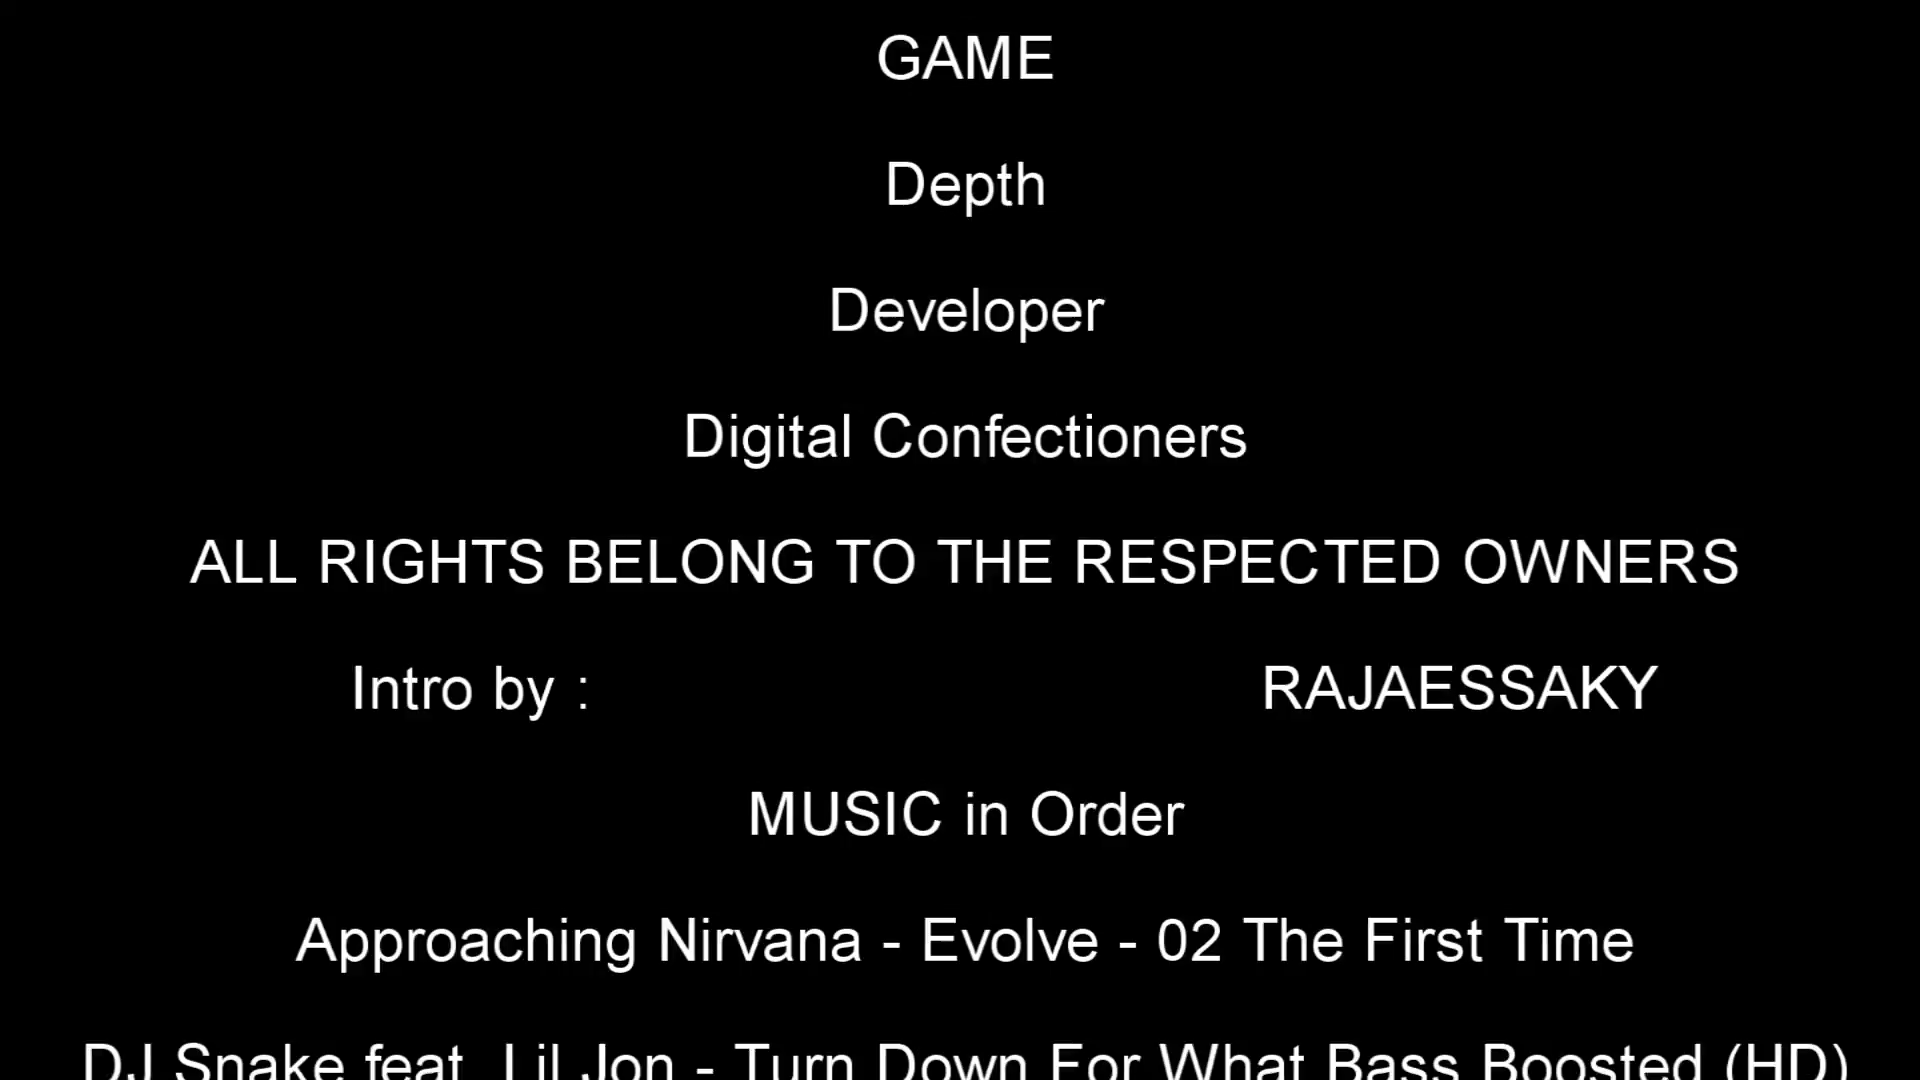 GAME
Depth
Developer
Digital Confectioners
ALL RIGHTS BELONG TO THE RESPECTED OWNERS
Intro by : RAJAESSAKY
MUSIC in Order
Approaching Nirvana - Evolve - 02 The First Time
DJ Snake feat. Lil Jon - Turn Down For What Bass Boosted (HD)